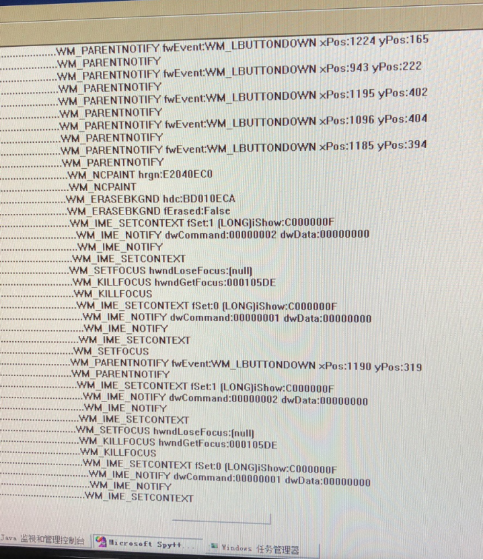 WM_PARENTNOTIFY fwEvent:WM_LBUTTONDOWN xPos:1224 yPos:165
WM_PARENTNOTIFY
WM_PARENTNOTIFY fwEvent:WM_LBUTTONDOWN xPos:943 yPos:222
WM_PARENTNOTIFY
WM_PARENTNOTIFY fwEvent:WM_LBUTTONDOWN xPos:1195 yPos:402
WM_PARENTNOTIFY
WM_PARENTNOTIFY fwEvent:WM_LBUTTONDOWN xPos:1096 yPos:404
WM_PARENTNOTIFY
WM_PARENTNOTIFY fwEvent:WM_LBUTTONDOWN xPos:1185 yPos:394
WM_PARENTNOTIFY
WM_NCPAINT hrgn:E2040EC0
WM_NCPAINT
WM_ERASEBKGND hdc:BD010ECA
WM_ERASEBKGND fErased:False
WM_IME_SETCONTEXT fSet:1 (LONG)iShow:C000000F
WM_IME_NOTIFY dwCommand:00000002 dwData:00000000
WM_IME_NOTIFY
WM_IME_SETCONTEXT
WM_SETFOCUS hwndLoseFocus:(null)
WM_KILLFOCUS hwndGetFocus:000105DE
WM_KILLFOCUS
WM_IME_SETCONTEXT fSet:0 (LONG)iShow:C000000F
WM_IME_NOTIFY dwCommand:00000001 dwData:00000000
WM_IME_NOTIFY
WM_IME_SETCONTEXT
WM_SETFOCUS
WM_PARENTNOTIFY fwEvent:WM_LBUTTONDOWN xPos:1190 yPos:319
WM_PARENTNOTIFY
WM_IME_SETCONTEXT fSet:1 (LONG)iShow:C000000F
WM_IME_NOTIFY dwCommand:00000002 dwData:00000000
WM_IME_NOTIFY
WM_IME_SETCONTEXT
WM_SETFOCUS hwndLoseFocus:(null)
WM_KILLFOCUS hwndGetFocus:000105DE
WM_KILLFOCUS
WM_IME_SETCONTEXT fSet:0 (LONG)iShow:C000000F
WM_IME_NOTIFY dwCommand:00000001 dwData:00000000
WM_IME_NOTIFY
WM_IME_SETCONTEXT
Java 监视和管理控制台 Microsoft Spy++ Windows 任务管理器